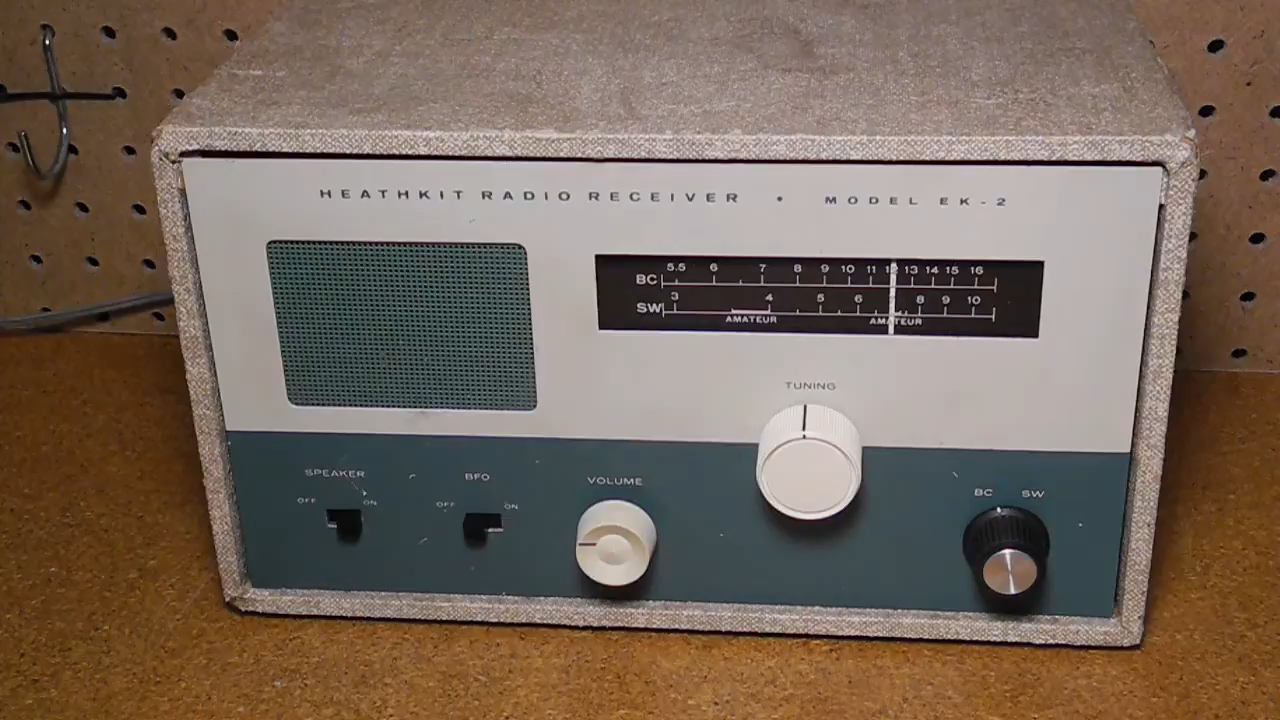 HEATHKIT RADIO RECEIVER • MODEL EK-2
BC 5.5 6 7 8 9 10 11 12 13 14 15 16
SW 3 4 5 6 7 8 9 10
AMATEUR AMATEUR
TUNING
SPEAKER
OFF ON
BFO
OFF ON
VOLUME
BC SW